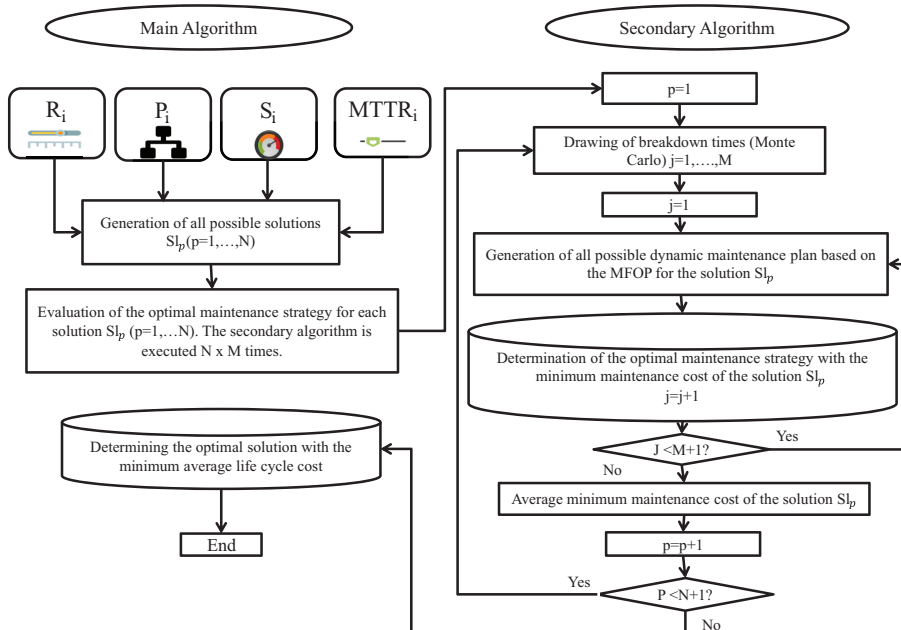 Main Algorithm
R_i
P_i
S_i
MTTR_i
Generation of all possible solutions
Sl_p(p=1,…,N)
Evaluation of the optimal maintenance strategy for each
solution Sl_p (p=1,…N). The secondary algorithm is
executed N x M times.
Determining the optimal solution with the
minimum average life cycle cost
End
Secondary Algorithm
p=1
Drawing of breakdown times (Monte
Carlo) j=1,….,M
j=1
Generation of all possible dynamic maintenance plan based on
the MFOP for the solution Sl_p
Determination of the optimal maintenance strategy with the
minimum maintenance cost of the solution Sl_p
j=j+1
J <M+1?
Yes
No
Average minimum maintenance cost of the solution Sl_p
p=p+1
Yes
P <N+1?
No